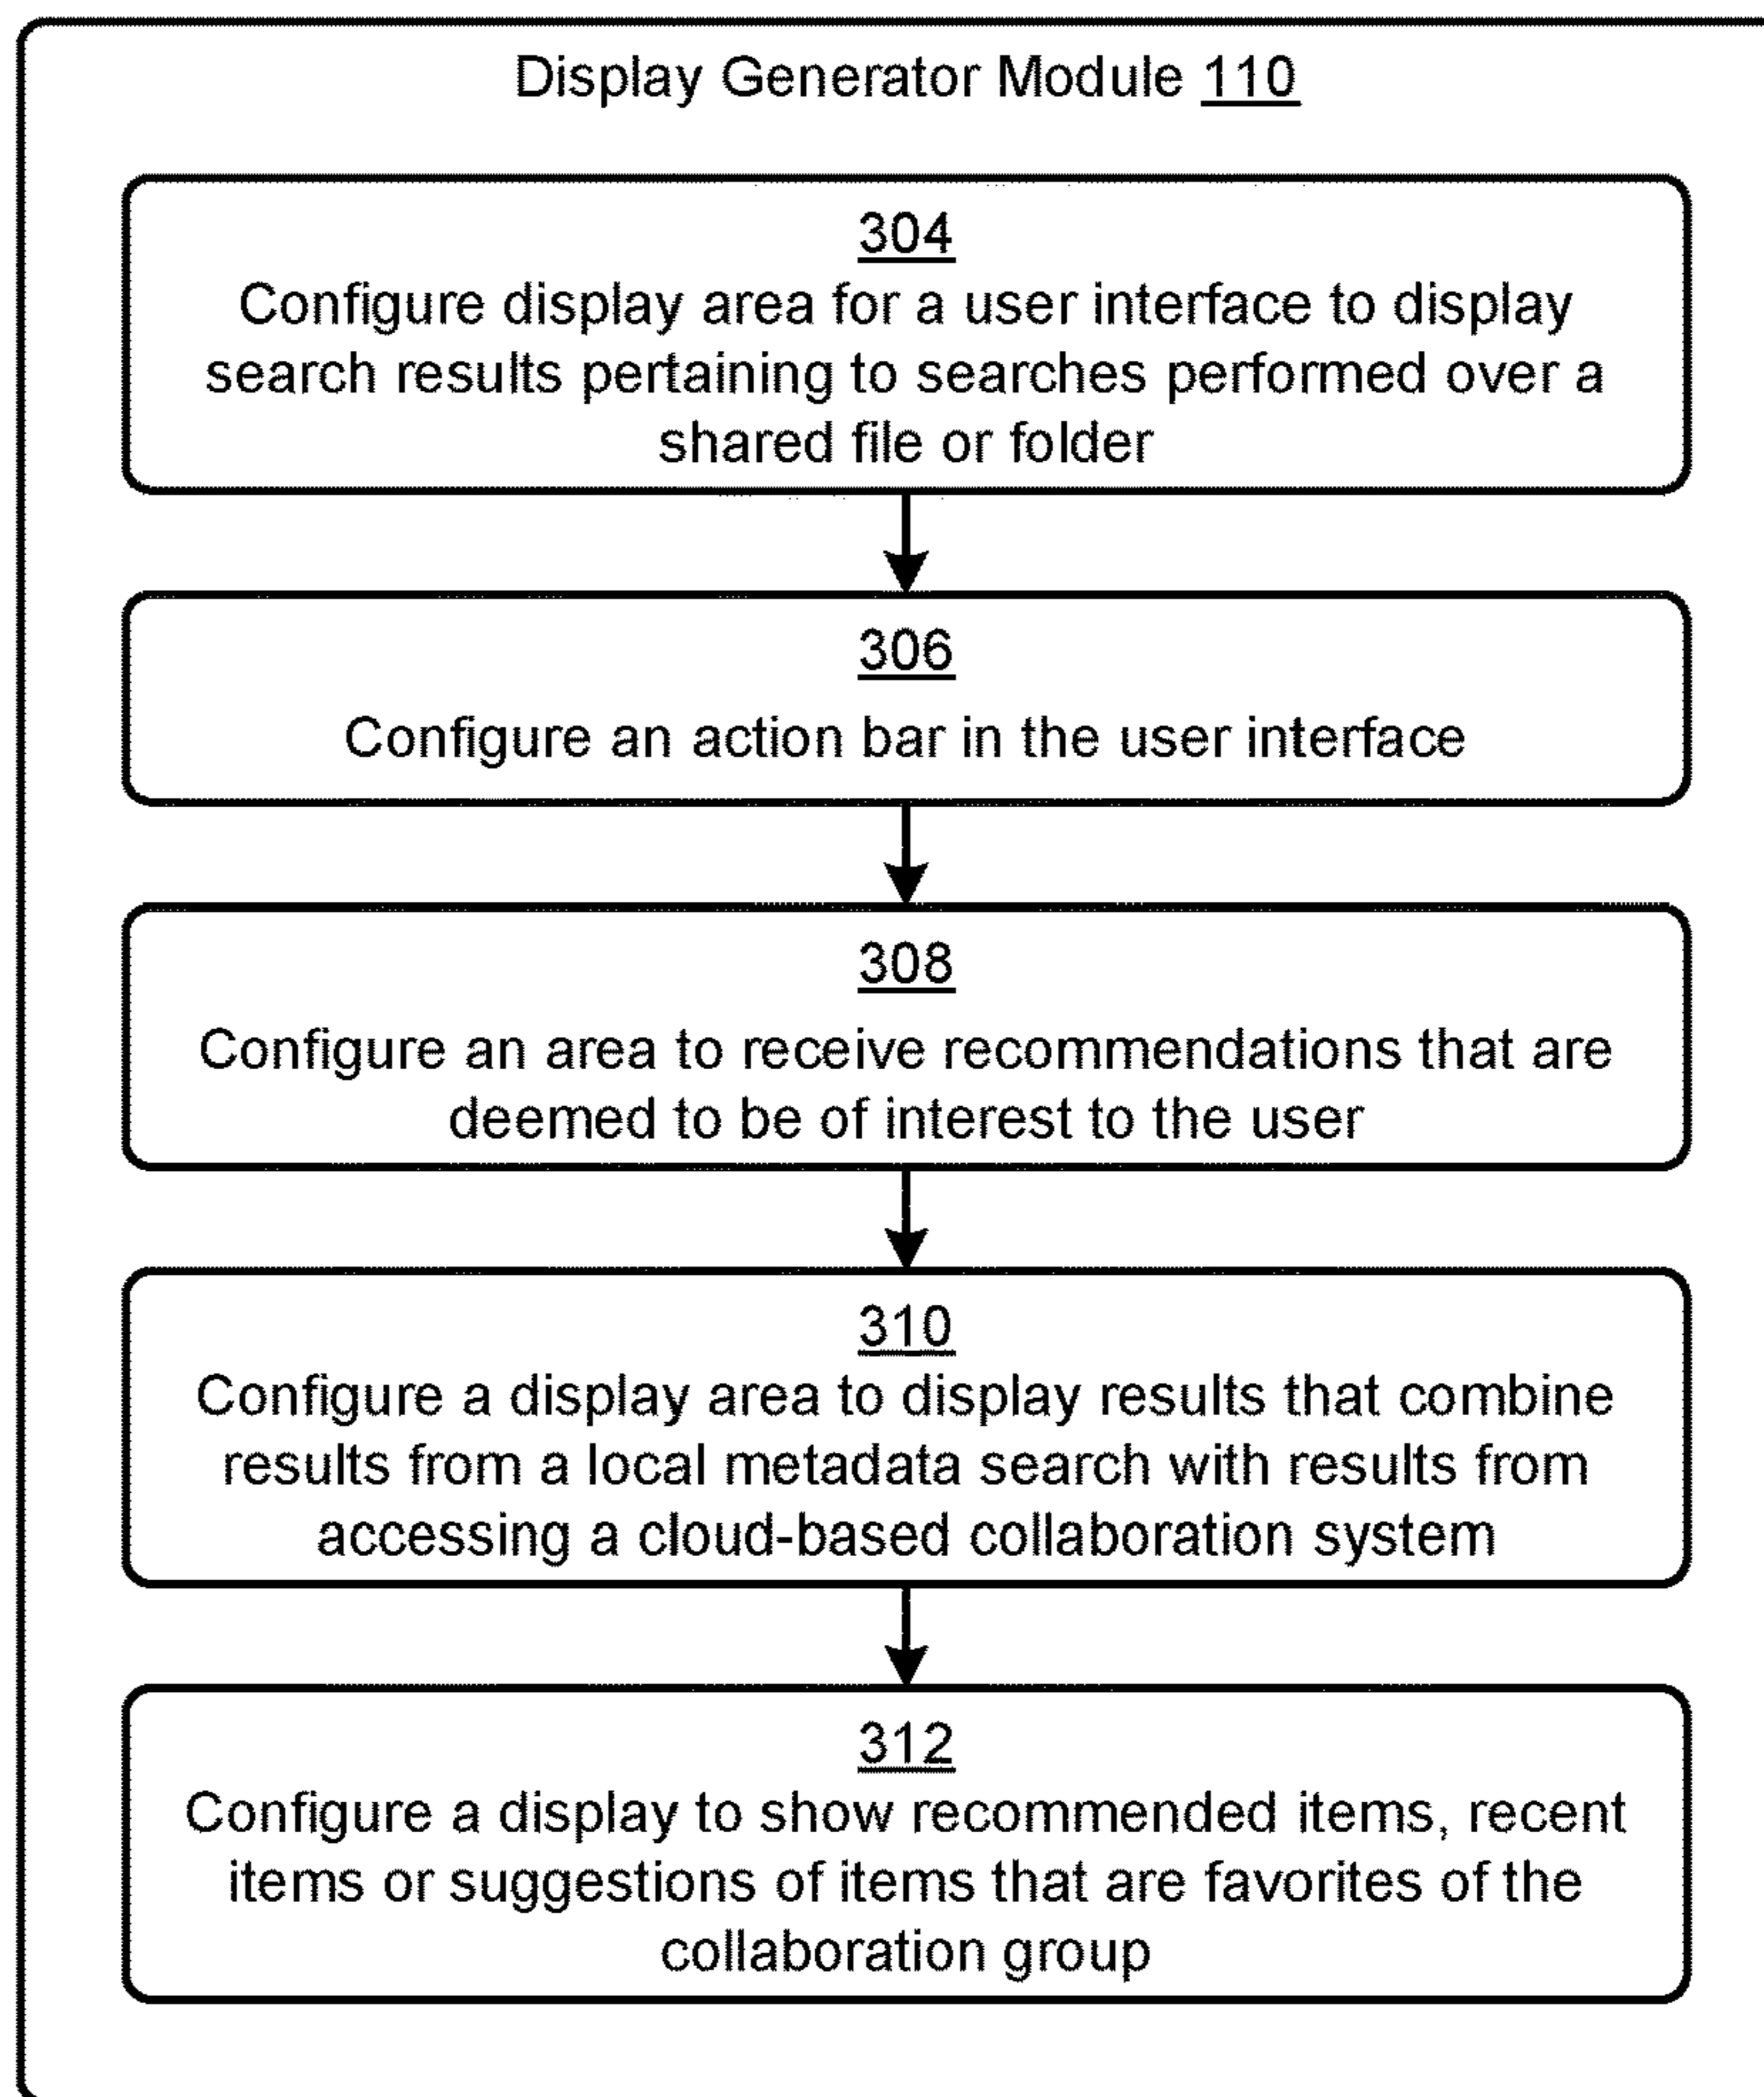 Display Generator Module 110
304
Configure display area for a user interface to display
search results pertaining to searches performed over a
shared file or folder
306
Configure an action bar in the user interface
308
Configure an area to receive recommendations that are
deemed to be of interest to the user
310
Configure a display area to display results that combine
results from a local metadata search with results from
accessing a cloud-based collaboration system
312
Configure a display to show recommended items, recent
items or suggestions of items that are favorites of the
collaboration group